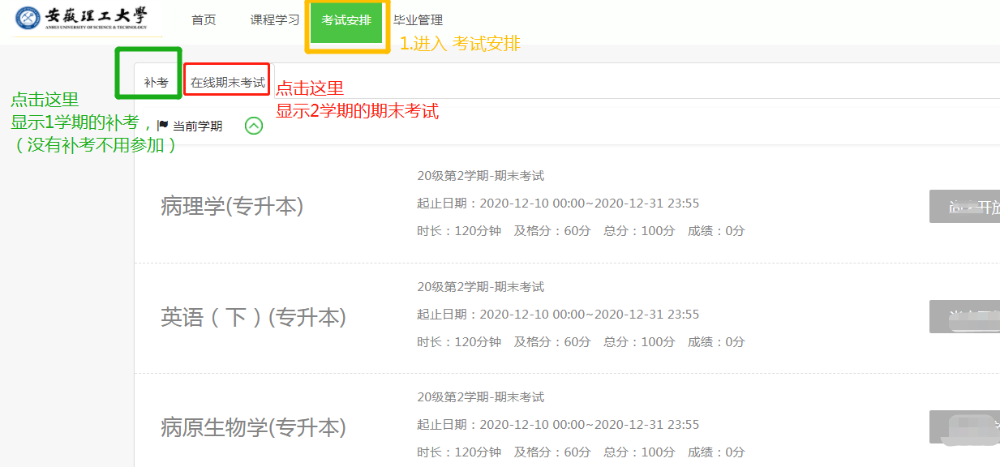 安徽理工大學
ANHUI UNIVERSITY OF SCIENCE & TECHNOLOGY
首页 课程学习 考试安排 毕业管理
1.进入 考试安排
补考 在线期末考试
点击这里
显示2学期的期末考试
点击这里
显示1学期的补考，
（没有补考不用参加）
当前学期
20级第2学期-期末考试
病理学(专升本)
起止日期：2020-12-10 00:00~2020-12-31 23:55
时长：120分钟 及格分：60分 总分：100分 成绩：0分
20级第2学期-期末考试
英语（下）(专升本)
起止日期：2020-12-10 00:00~2020-12-31 23:55
时长：120分钟 及格分：60分 总分：100分 成绩：0分
20级第2学期-期末考试
病原生物学(专升本)
起止日期：2020-12-10 00:00~2020-12-31 23:55
时长：120分钟 及格分：60分 总分：100分 成绩：0分